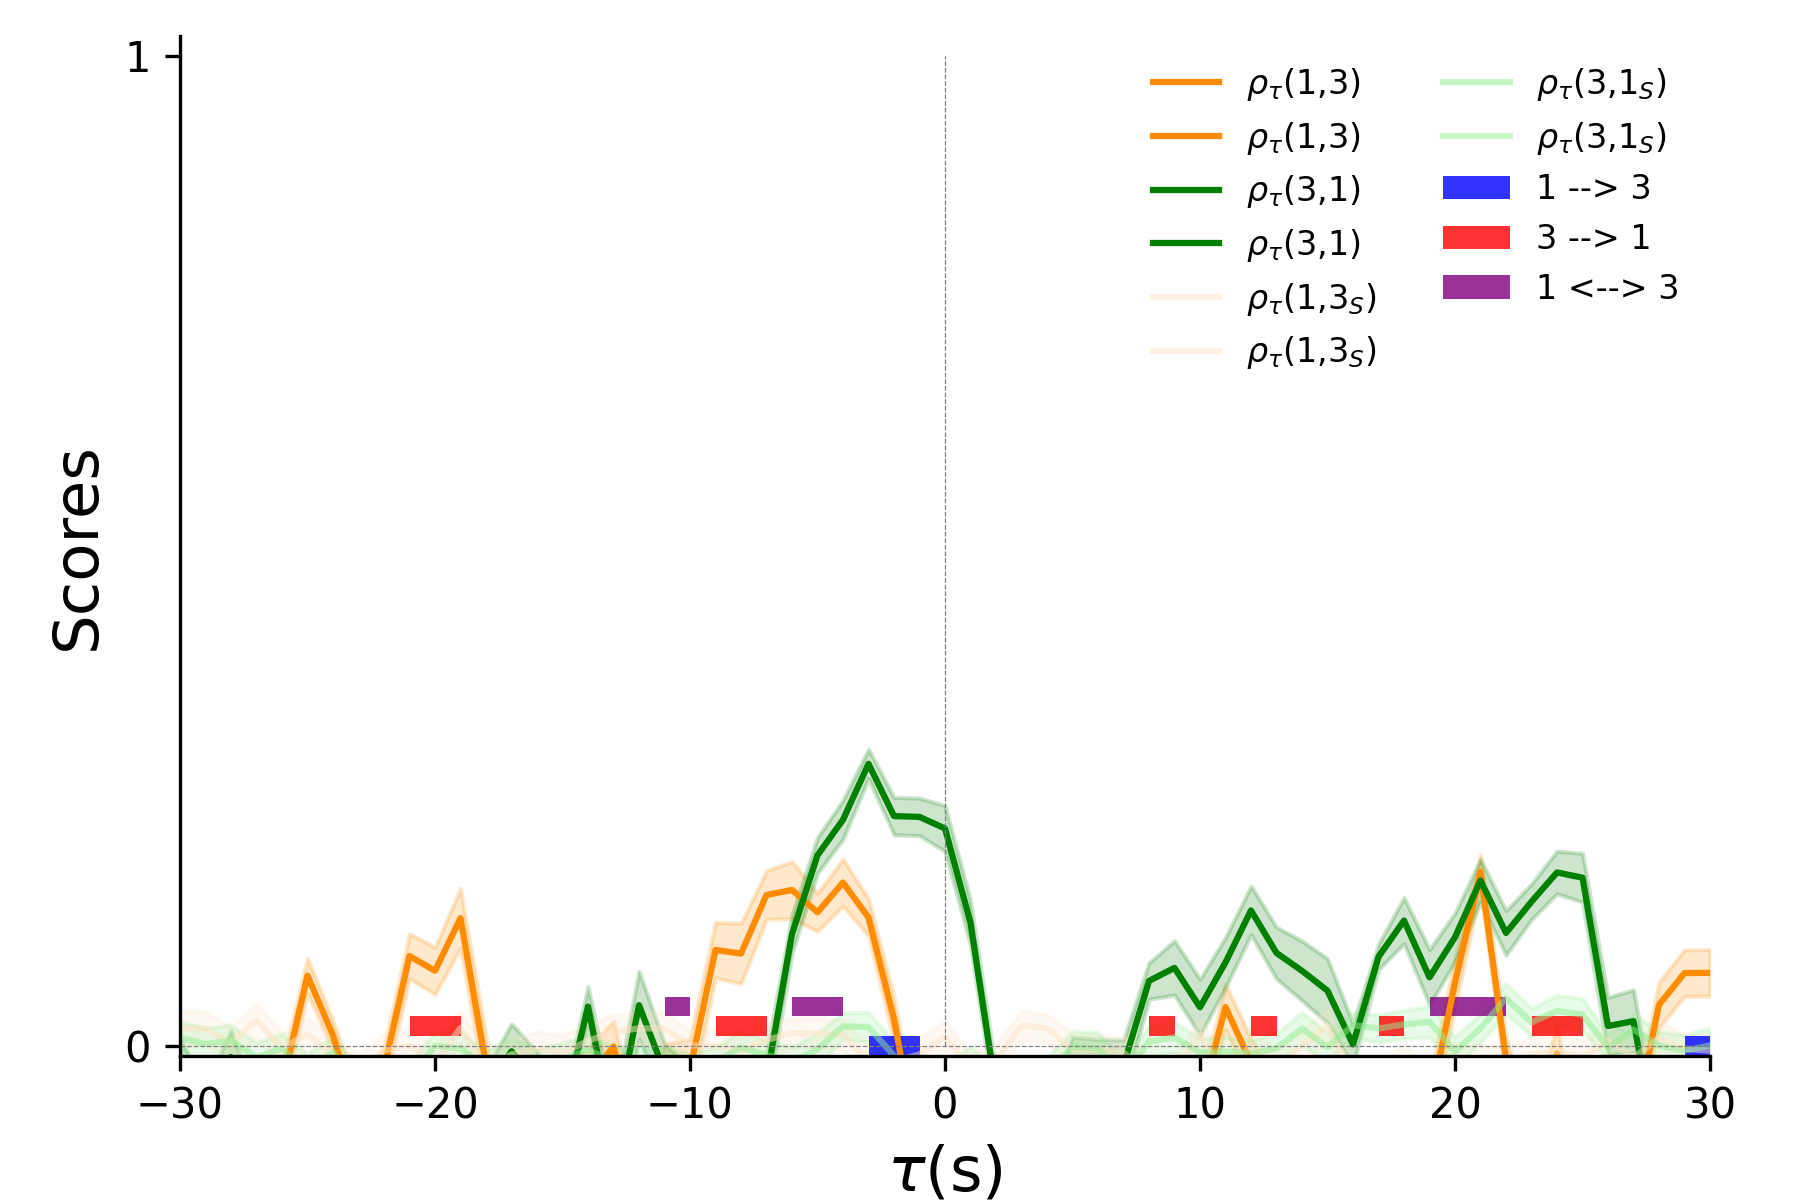 1
ρτ(1,3)
ρτ(1,3)
ρτ(3,1)
ρτ(3,1)
ρτ(1,3S)
ρτ(1,3S)
ρτ(3,1S)
ρτ(3,1S)
1 --> 3
3 --> 1
1 <--> 3
Scores
0
−30 −20 −10 0 10 20 30
τ(s)